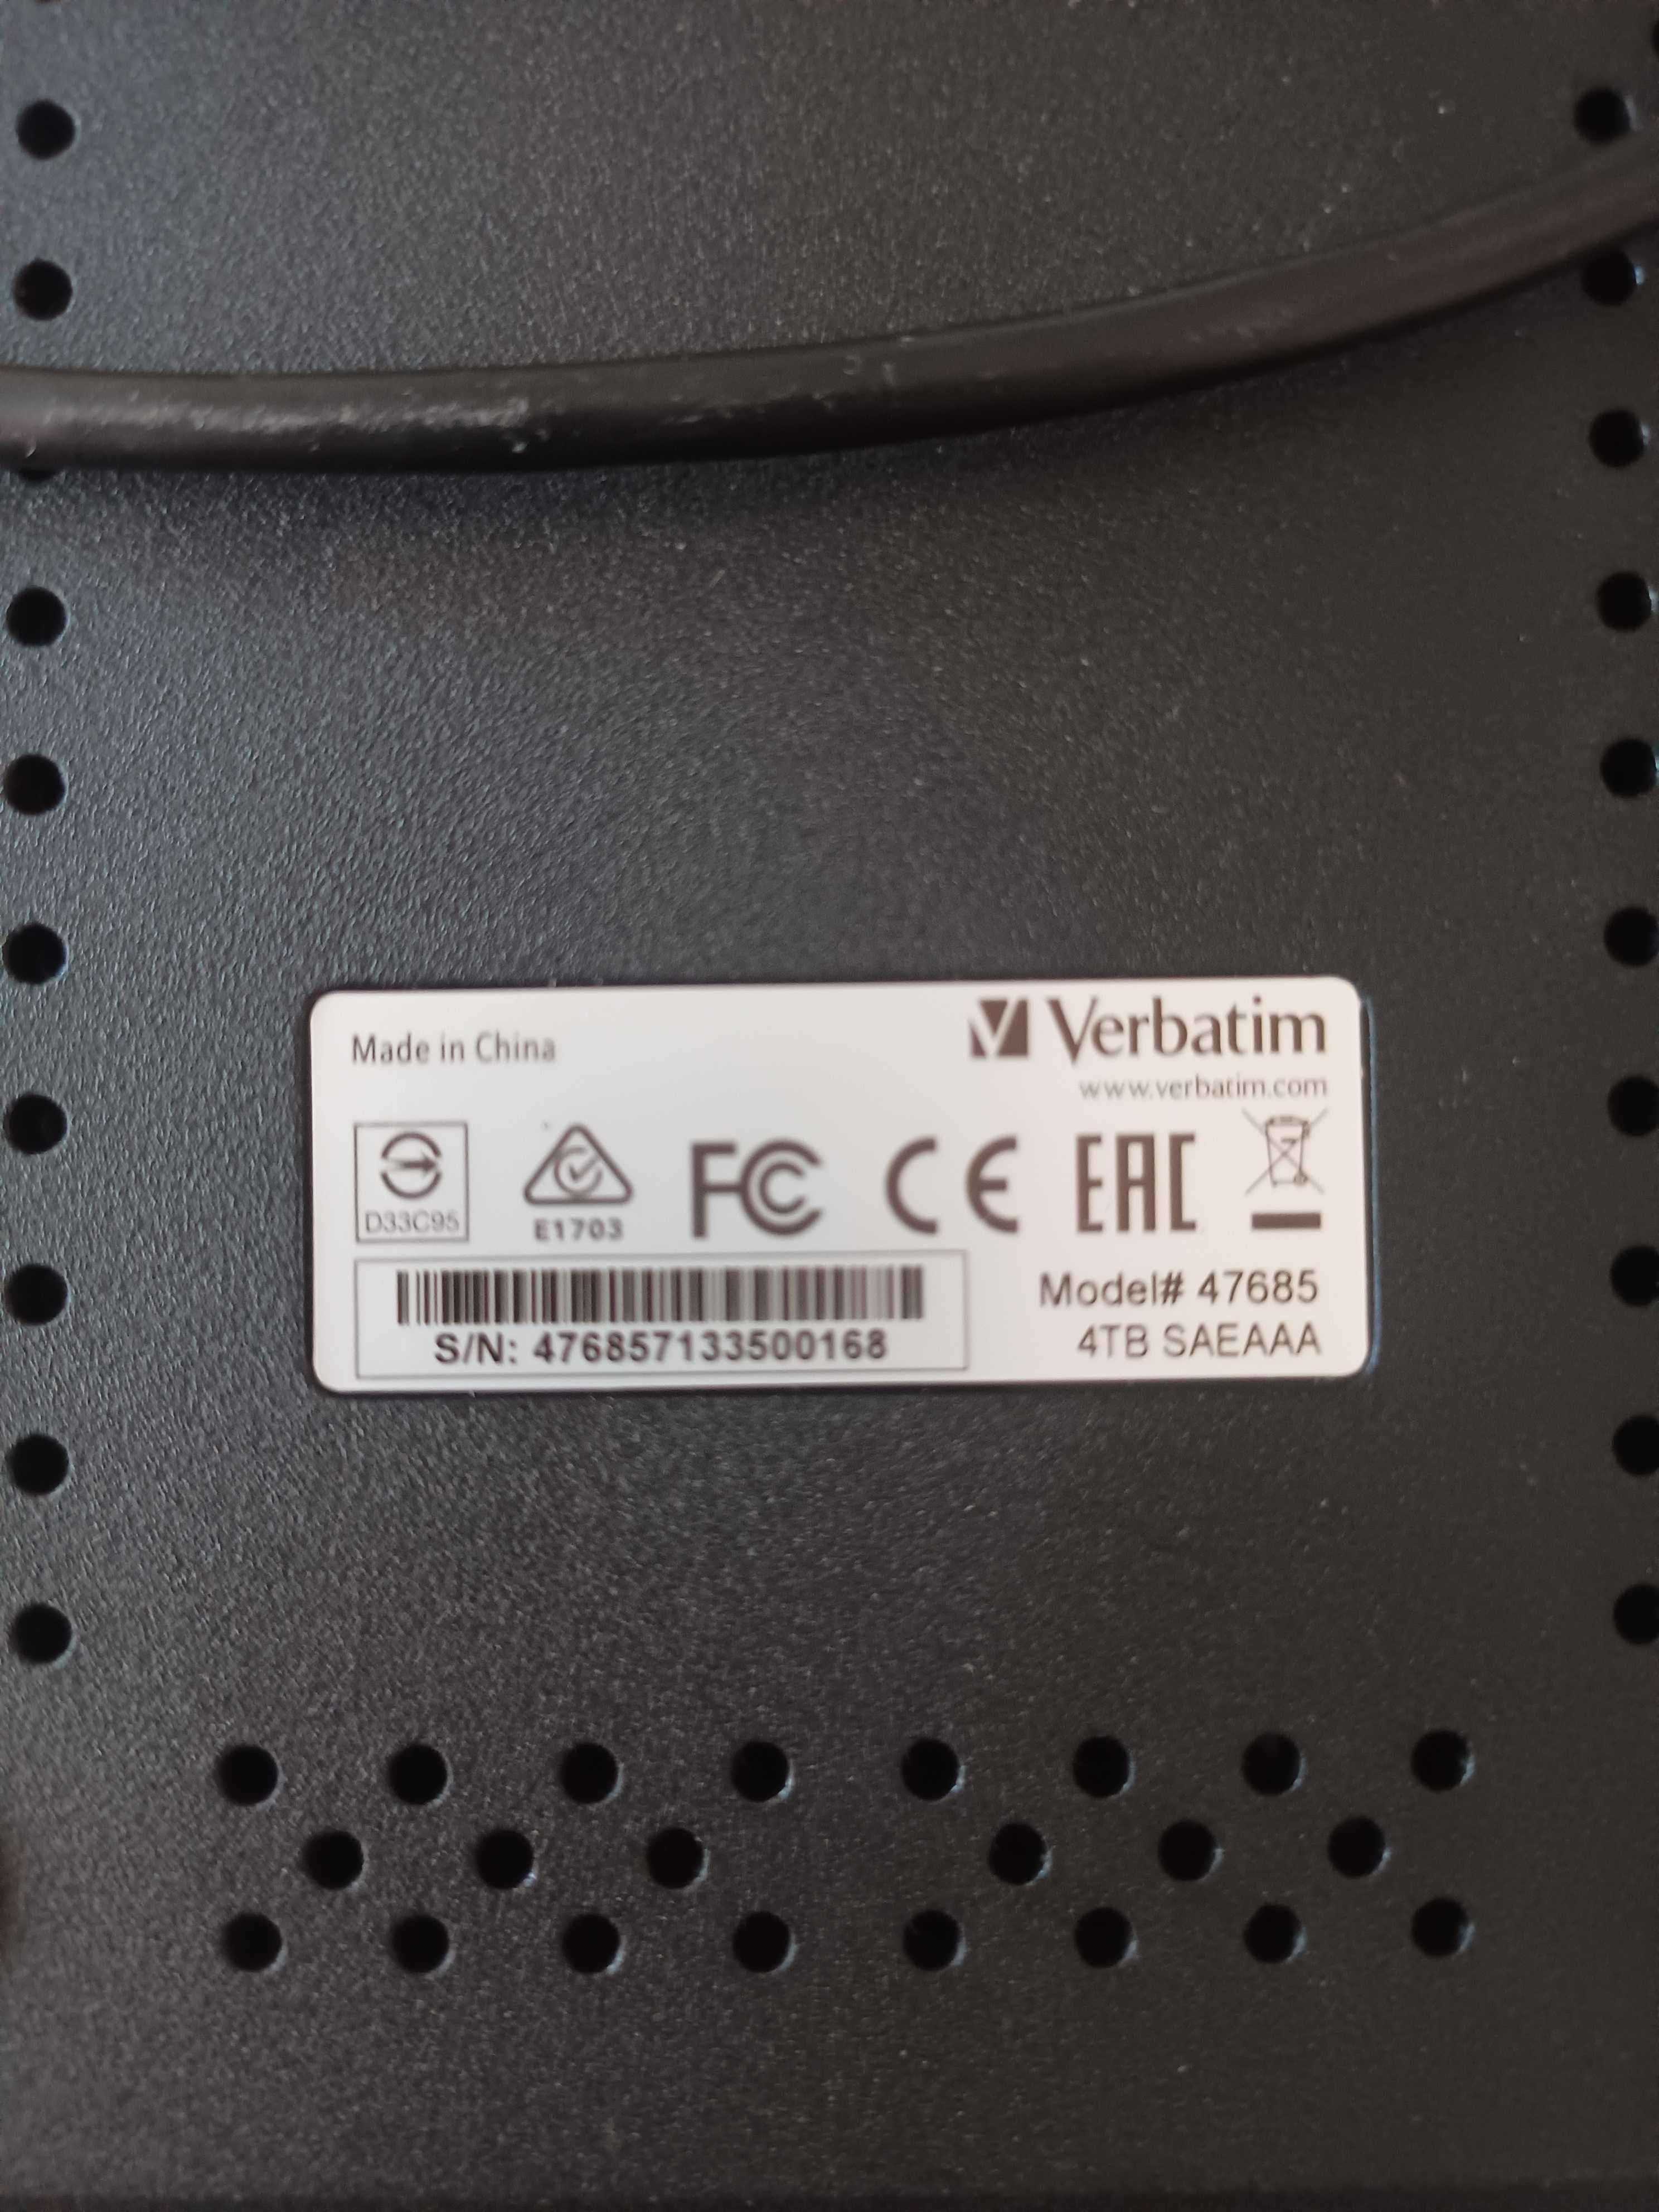 Made in China
Verbatim
www.verbatim.com
D33C95
E1703
FC
CE
EAC
S/N: 476857133500168
Model# 47685
4TB SAEAAA